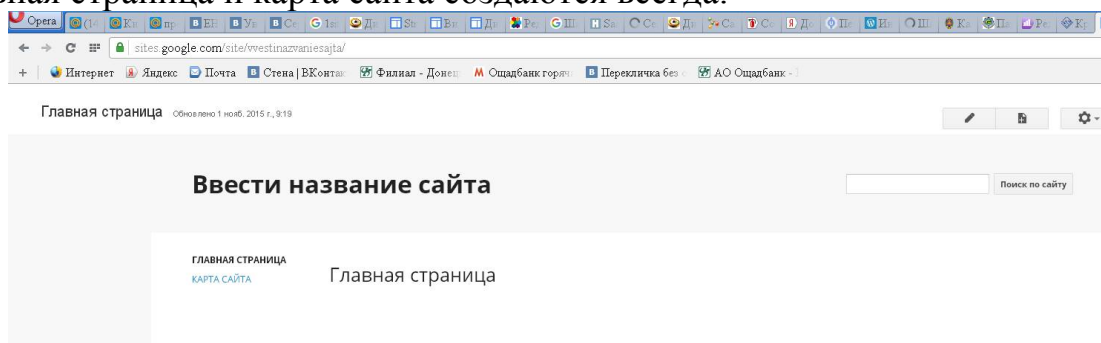 страница и карта сайта создаются всегда.
Opera
sites.google.com/site/vvestinazvaniesajta/
Интернет Яндекс Почта Стена | ВКонтак Филиал - Донец Ощадбанк горяч Перекличка без АО Ощадбанк -
Главная страница Обновлено 1 нояб. 2015 г., 9:19
Ввести название сайта
Поиск по сайту
ГЛАВНАЯ СТРАНИЦА
КАРТА САЙТА
Главная страница